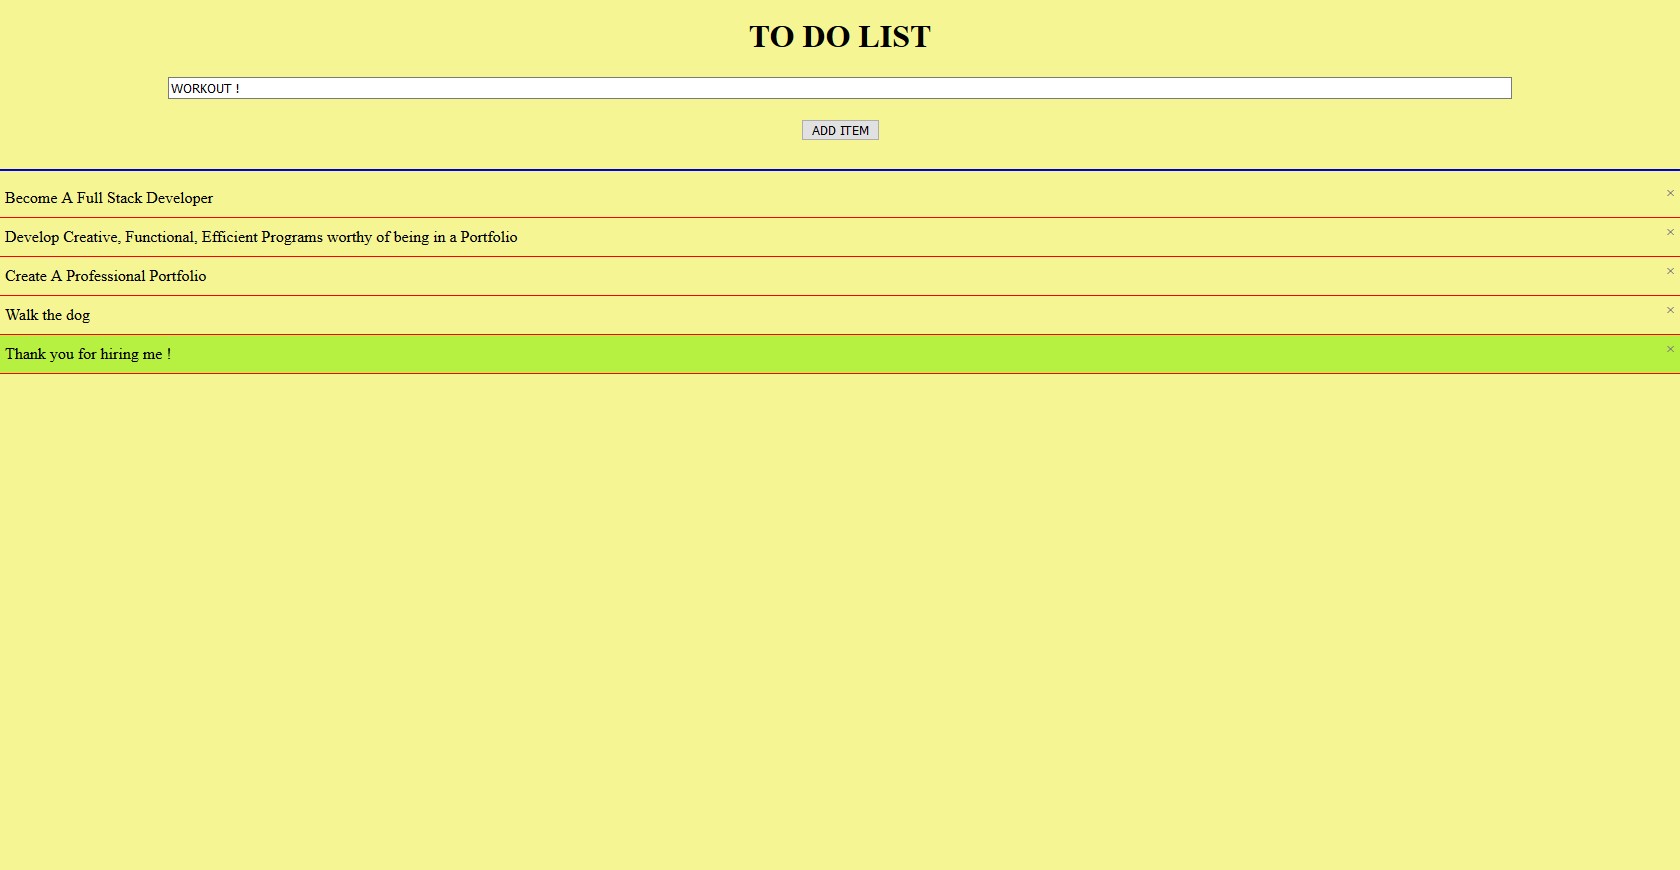 TO DO LIST
WORKOUT !
ADD ITEM
Become A Full Stack Developer ×
Develop Creative, Functional, Efficient Programs worthy of being in a Portfolio ×
Create A Professional Portfolio ×
Walk the dog ×
Thank you for hiring me ! ×